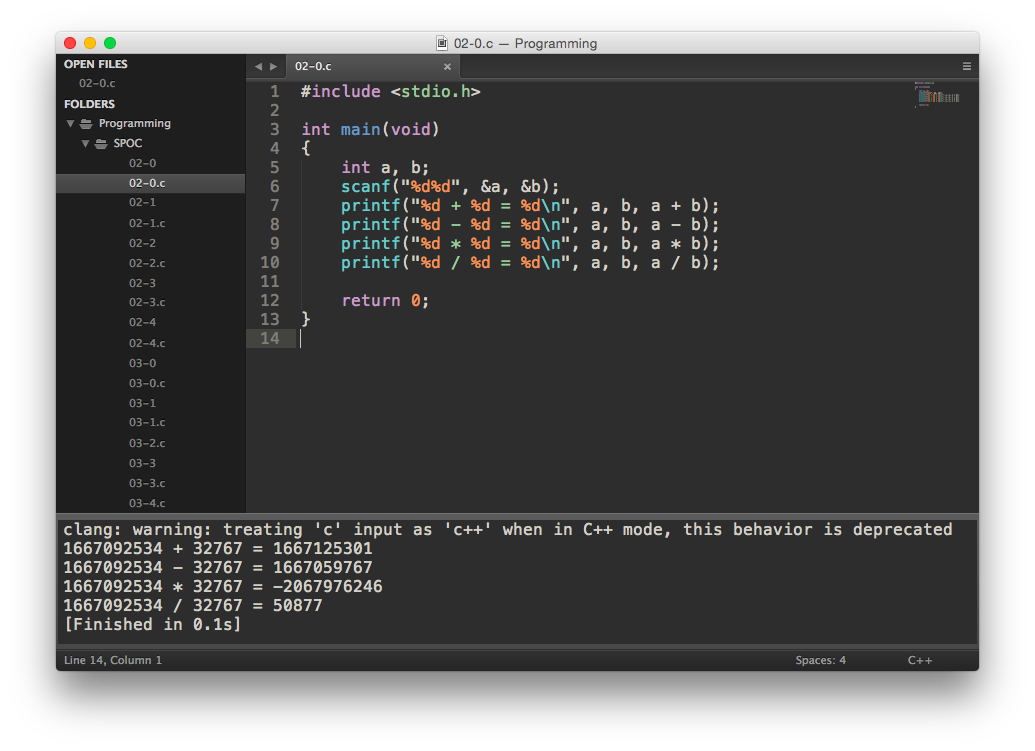 02-0.c — Programming
OPEN FILES
02-0.c
FOLDERS
Programming
SPOC
02-0
02-0.c
02-1
02-1.c
02-2
02-2.c
02-3
02-3.c
02-4
02-4.c
03-0
03-0.c
03-1
03-1.c
03-2.c
03-3
03-3.c
03-4.c
02-0.c
1 #include <stdio.h>
2
3 int main(void)
4 {
5     int a, b;
6     scanf("%d%d", &a, &b);
7     printf("%d + %d = %d\n", a, b, a + b);
8     printf("%d - %d = %d\n", a, b, a - b);
9     printf("%d * %d = %d\n", a, b, a * b);
10     printf("%d / %d = %d\n", a, b, a / b);
11
12     return 0;
13 }
14
clang: warning: treating 'c' input as 'c++' when in C++ mode, this behavior is deprecated
1667092534 + 32767 = 1667125301
1667092534 - 32767 = 1667059767
1667092534 * 32767 = -2067976246
1667092534 / 32767 = 50877
[Finished in 0.1s]
Line 14, Column 1
Spaces: 4
C++